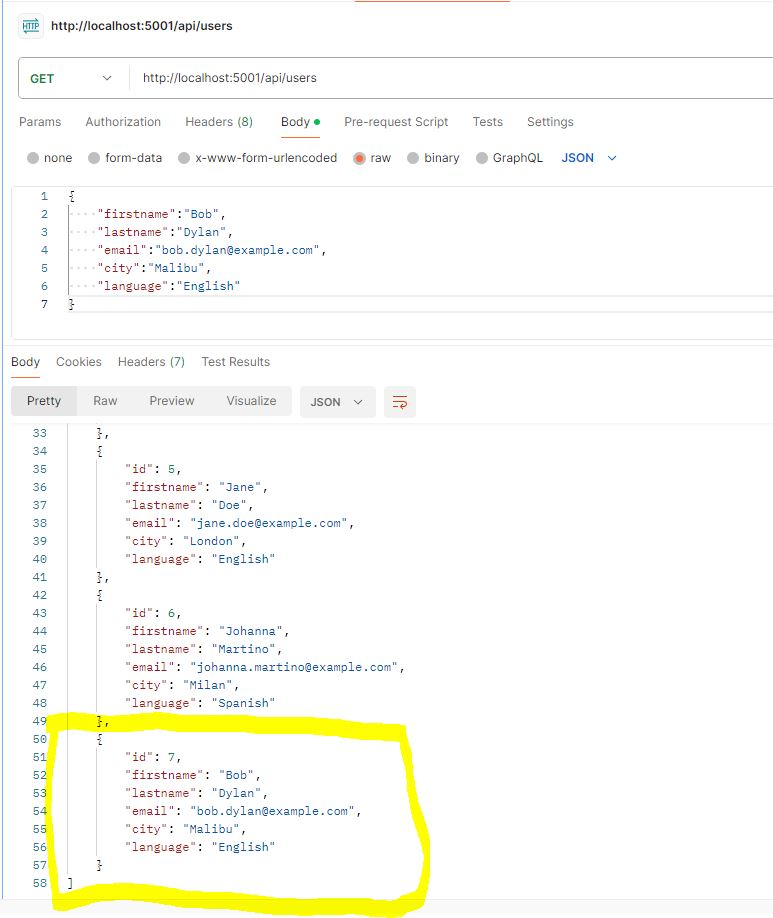 HTTP http://localhost:5001/api/users
GET http://localhost:5001/api/users
Params Authorization Headers (8) Body Pre-request Script Tests Settings
none form-data x-www-form-urlencoded raw binary GraphQL JSON
1 {
2 ····"firstname":"Bob",
3 ····"lastname":"Dylan",
4 ····"email":"bob.dylan@example.com",
5 ····"city":"Malibu",
6 ····"language":"English"
7 }
Body Cookies Headers (7) Test Results
Pretty Raw Preview Visualize JSON
33 },
34 {
35 "id": 5,
36 "firstname": "Jane",
37 "lastname": "Doe",
38 "email": "jane.doe@example.com",
39 "city": "London",
40 "language": "English"
41 },
42 {
43 "id": 6,
44 "firstname": "Johanna",
45 "lastname": "Martino",
46 "email": "johanna.martino@example.com",
47 "city": "Milan",
48 "language": "Spanish"
49 },
50 {
51 "id": 7,
52 "firstname": "Bob",
53 "lastname": "Dylan",
54 "email": "bob.dylan@example.com",
55 "city": "Malibu",
56 "language": "English"
57 }
58 ]